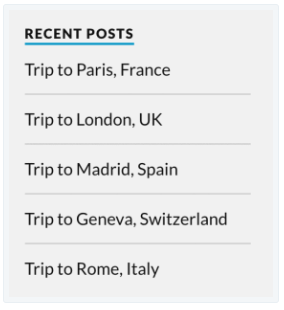 RECENT POSTS
Trip to Paris, France
Trip to London, UK
Trip to Madrid, Spain
Trip to Geneva, Switzerland
Trip to Rome, Italy